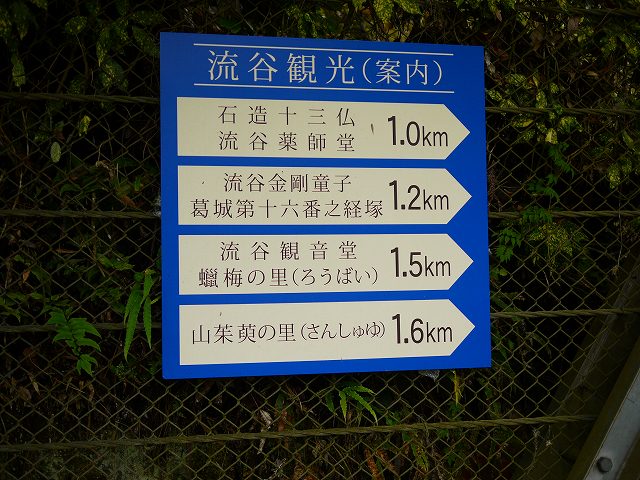 流谷観光(案内)
石造十三仏
流谷薬師堂
1.0km
流谷金剛童子
葛城第十六番之経塚
1.2km
流谷観音堂
蠟梅の里(ろうばい)
1.5km
山茱萸の里(さんしゅゆ)
1.6km